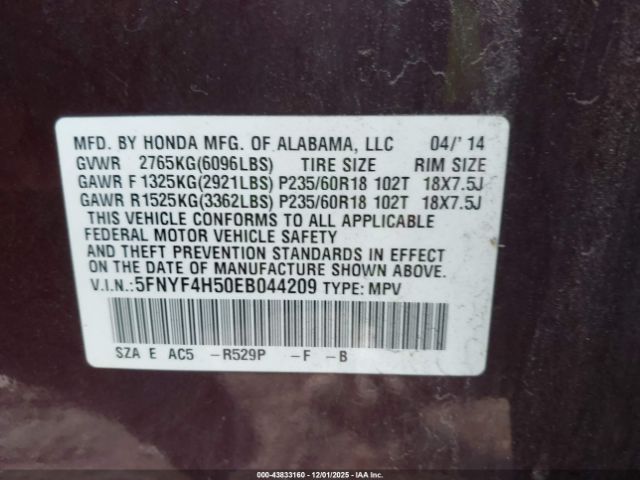 MFD. BY HONDA MFG. OF ALABAMA, LLC 04/'14
GVWR 2765KG(6096LBS) TIRE SIZE RIM SIZE
GAWR F 1325KG(2921LBS) P235/60R18 102T 18X7.5J
GAWR R1525KG(3362LBS) P235/60R18 102T 18X7.5J
THIS VEHICLE CONFORMS TO ALL APPLICABLE
FEDERAL MOTOR VEHICLE SAFETY
AND THEFT PREVENTION STANDARDS IN EFFECT
ON THE DATE OF MANUFACTURE SHOWN ABOVE.
V.I.N.:5FNYF4H50EB044209 TYPE: MPV
SZA E AC5 -R529P -F -B
00-43833160 - 12/01/2025 - IAAI. Inc.